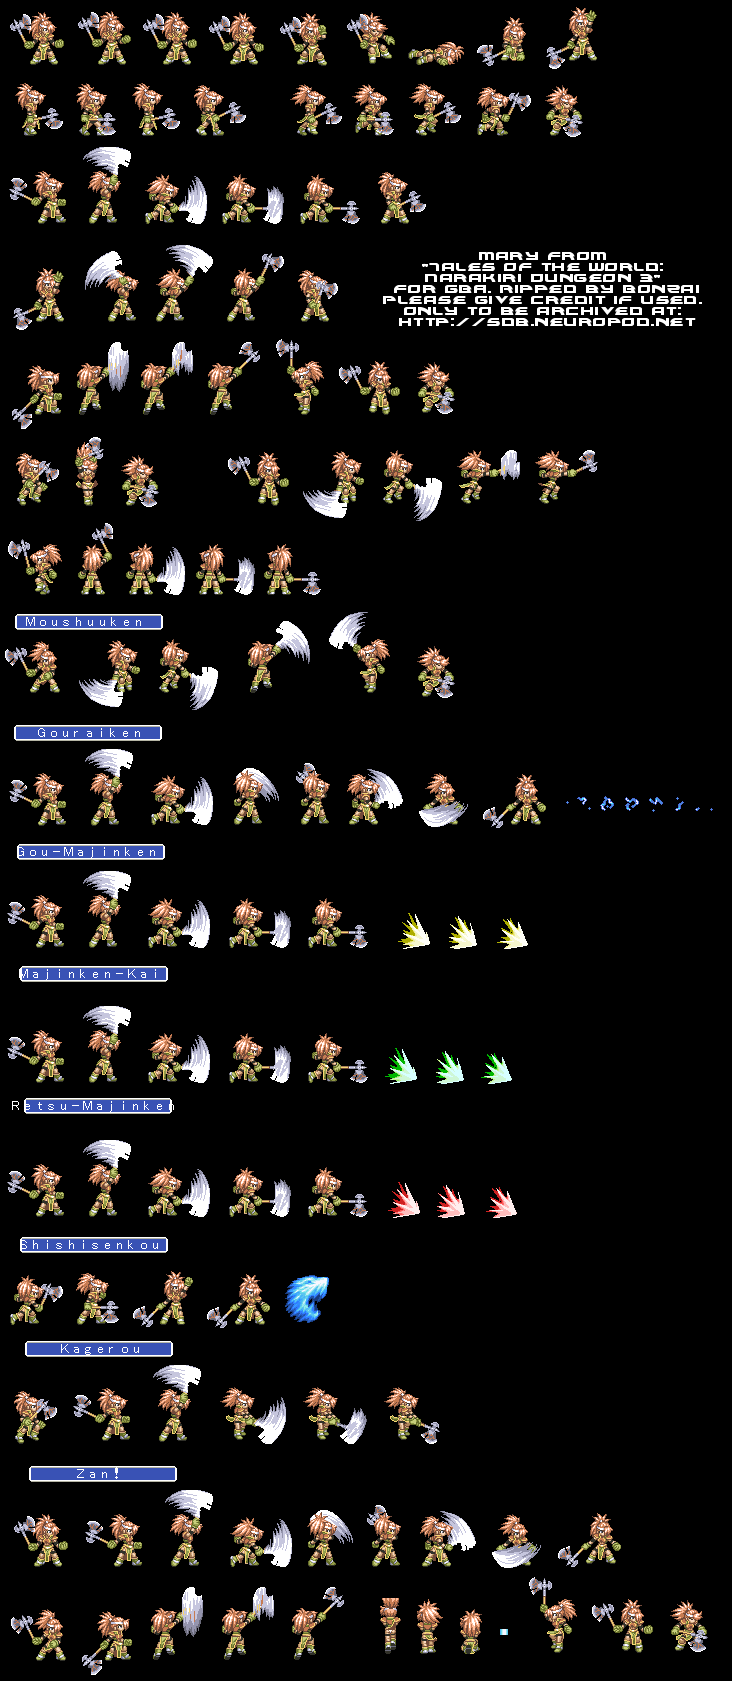 MARY FROM
"TALES OF THE WORLD:
NARAKIRI DUNGEON 3"
FOR GBA. RIPPED BY BONZAI
PLEASE GIVE CREDIT IF USED.
ONLY TO BE ARCHIVED AT:
HTTP://SDB.NEUROPOD.NET
Moushuuken
Gouraiken
Gou-Majinken
Majinken-Kai
Retsu-Majinken
Shishisenkou
Kagerou
Zan!